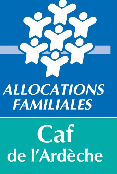 ALLOCATIONS
FAMILIALES
Caf
de l'Ardèche